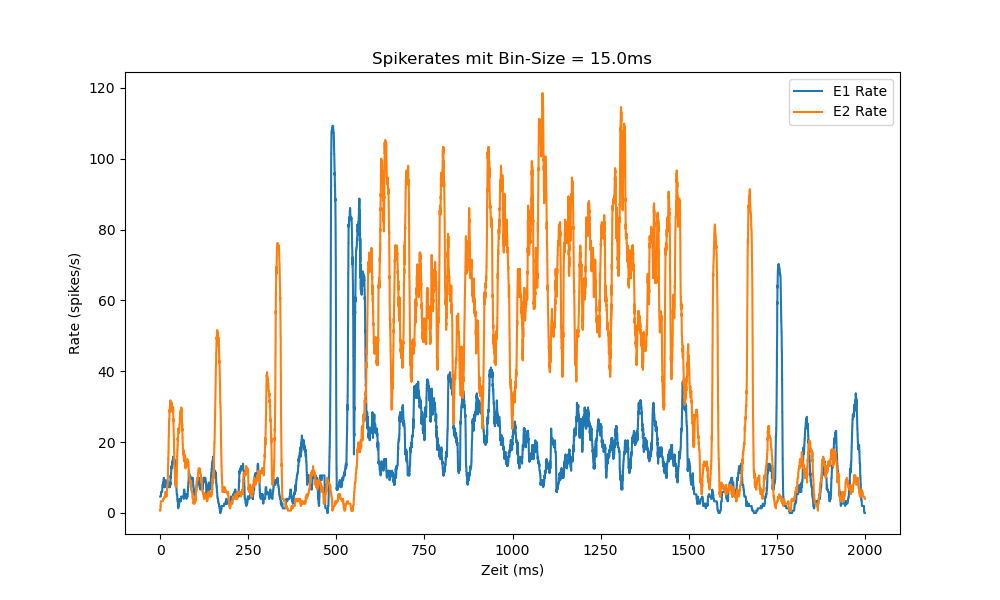 Spikerates mit Bin-Size = 15.0ms
E1 Rate
E2 Rate
120
100
80
60
40
20
0
Rate (spikes/s)
0 250 500 750 1000 1250 1500 1750 2000
Zeit (ms)